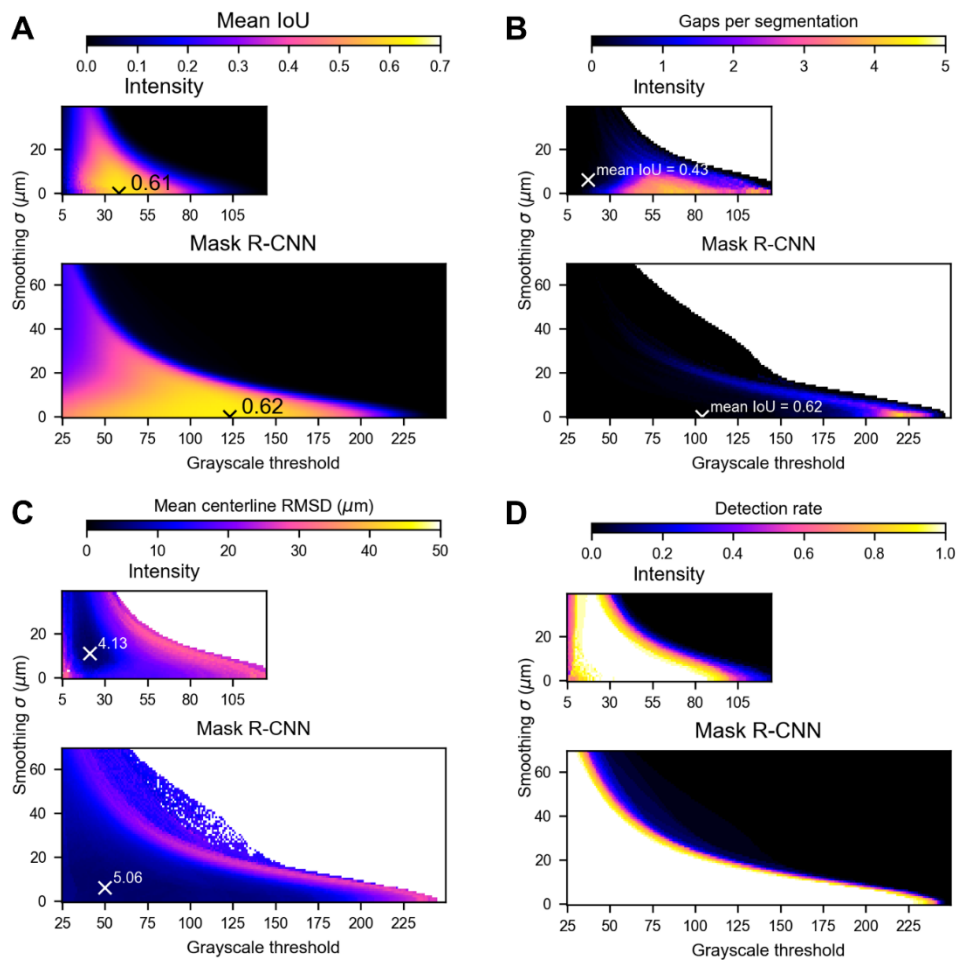 A
Mean IoU
0.0 0.1 0.2 0.3 0.4 0.5 0.6 0.7
Intensity
20
0
0.61
5 30 55 80 105
Smoothing σ (μm)
Mask R-CNN
60
40
20
0
0.62
25 50 75 100 125 150 175 200 225
Grayscale threshold
B
Gaps per segmentation
0 1 2 3 4 5
Intensity
20
0
mean IoU = 0.43
5 30 55 80 105
Smoothing σ (μm)
Mask R-CNN
60
40
20
0
mean IoU = 0.62
25 50 75 100 125 150 175 200 225
Grayscale threshold
C
Mean centerline RMSD (μm)
0 10 20 30 40 50
Intensity
20
0
4.13
5 30 55 80 105
Smoothing σ (μm)
Mask R-CNN
60
40
20
0
5.06
25 50 75 100 125 150 175 200 225
Grayscale threshold
D
Detection rate
0.0 0.2 0.4 0.6 0.8 1.0
Intensity
20
0
5 30 55 80 105
Smoothing σ (μm)
Mask R-CNN
60
40
20
0
25 50 75 100 125 150 175 200 225
Grayscale threshold